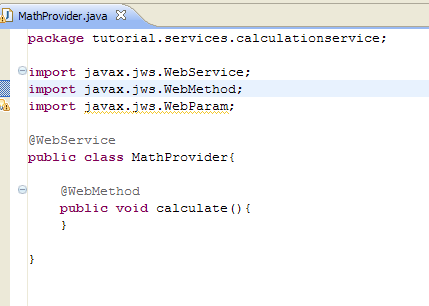 MathProvider.java
package tutorial.services.calculationservice;
import javax.jws.WebService;
import javax.jws.WebMethod;
import javax.jws.WebParam;
@WebService
public class MathProvider{
@WebMethod
public void calculate(){
}
}